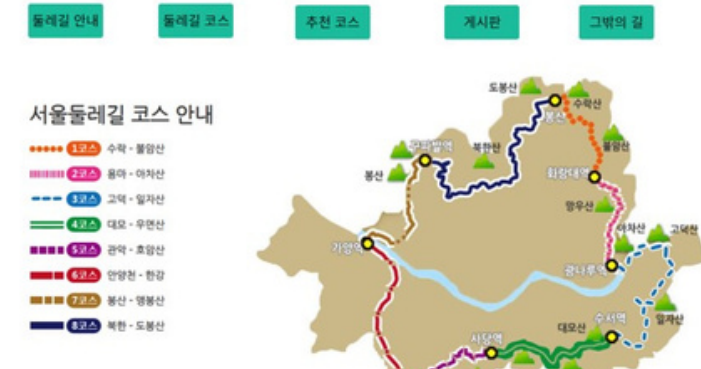 둘레길 안내
둘레길 코스
추천 코스
게시판
그밖의 길
서울둘레길 코스 안내
1코스 수락 - 불암산
2코스 용마 - 아차산
3코스 고덕 - 일자산
4코스 대모 - 우면산
5코스 관악 - 호암산
6코스 안양천 - 한강
7코스 봉산 - 앵봉산
8코스 북한 - 도봉산
도봉산
수락산
구파발역
북한산
불암산
봉산
화랑대역
망우산
아차산
고덕산
가양역
광나루역
일자산
대모산
수서역
사당역